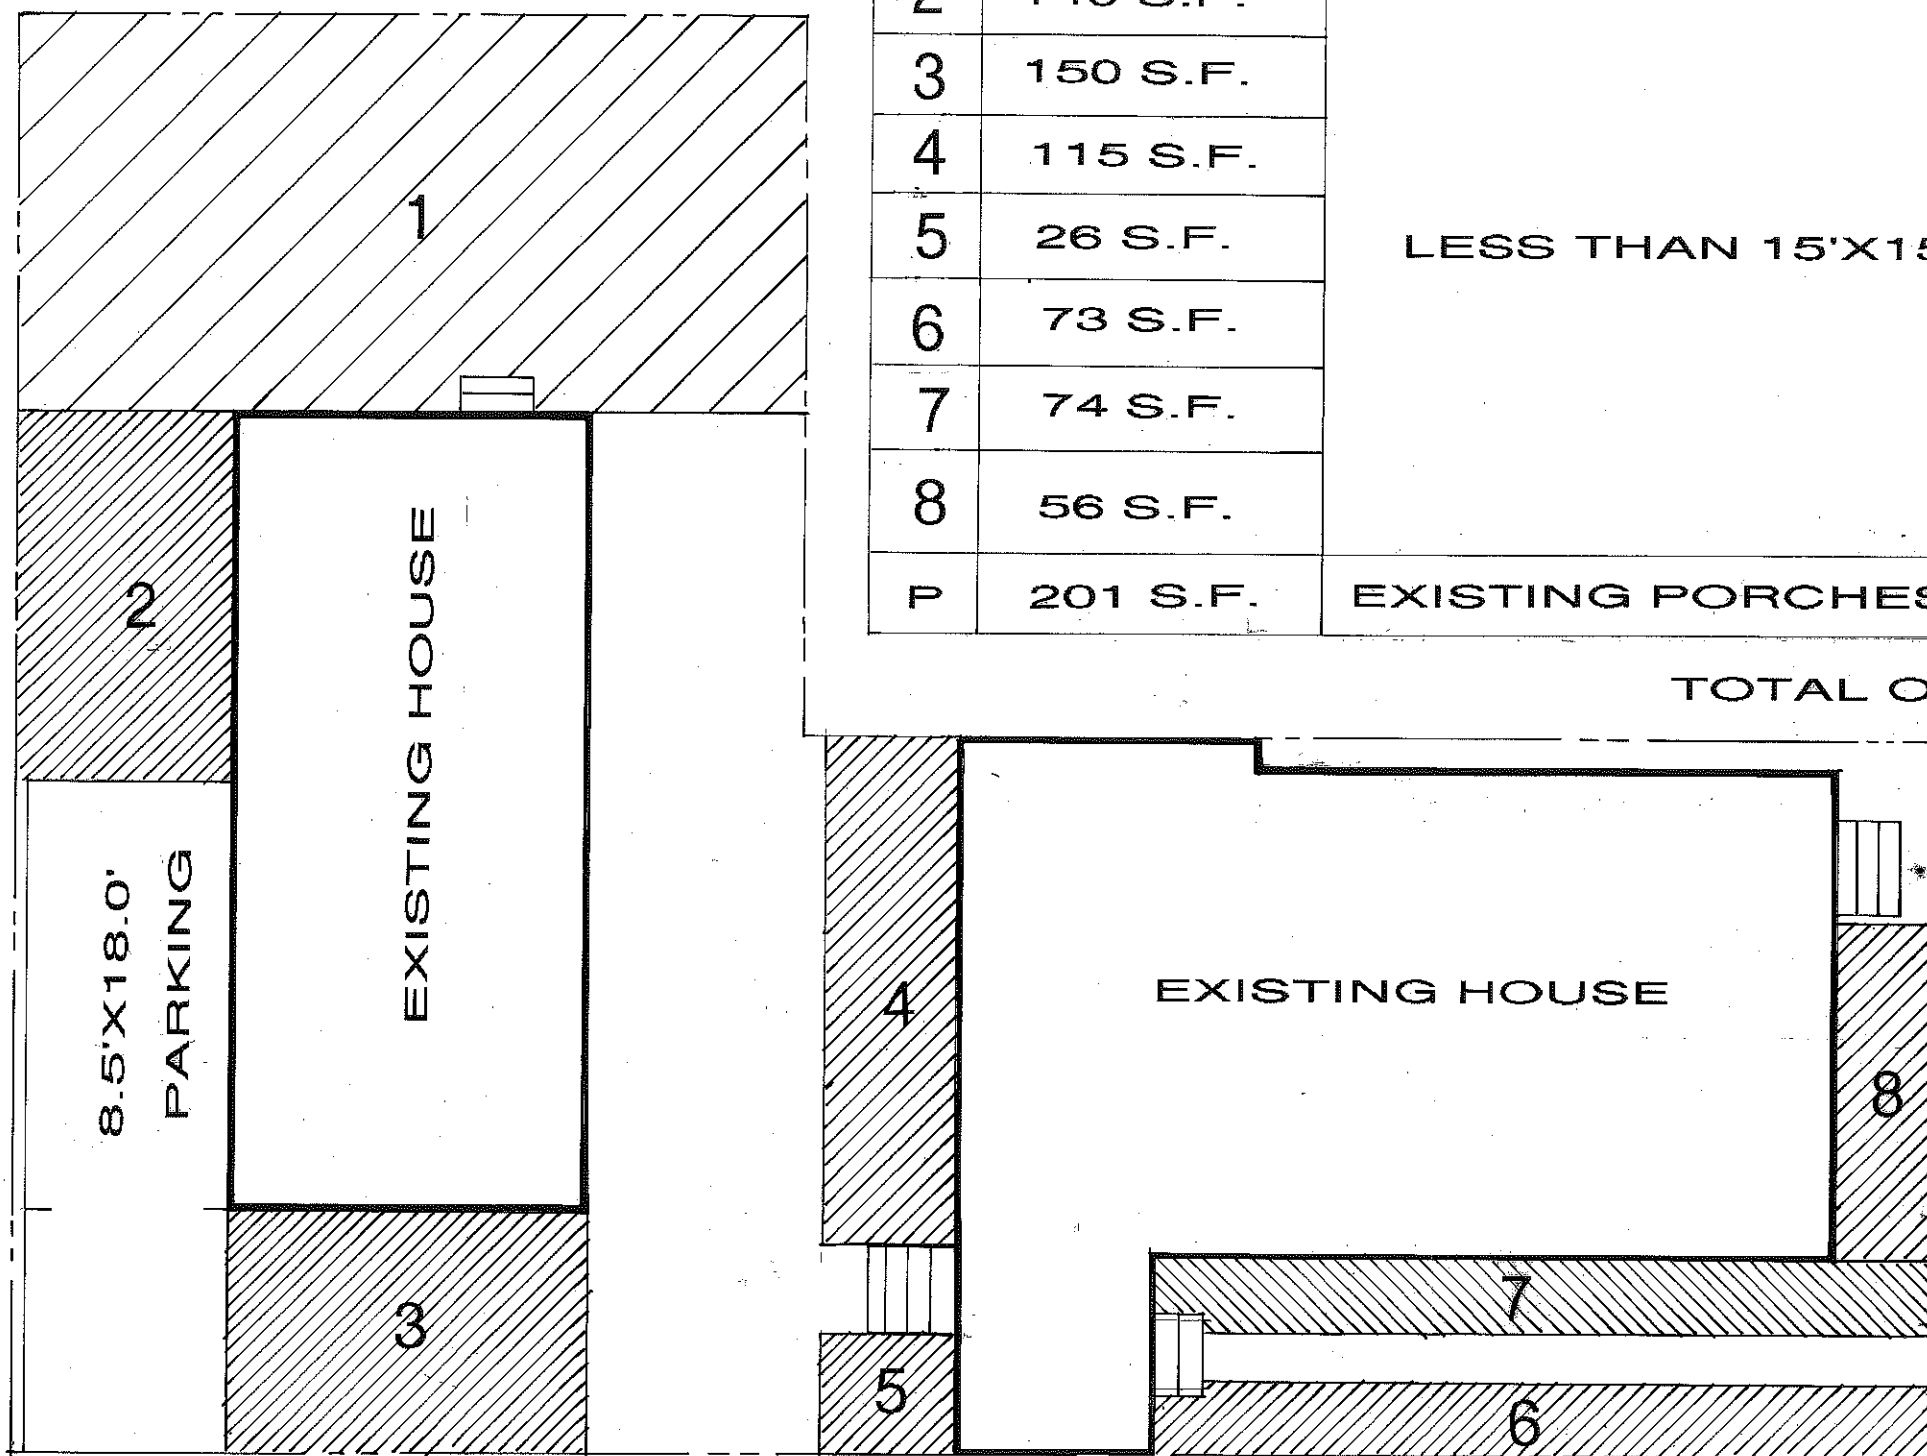 2
3 150 S.F.
4 115 S.F.
5 26 S.F.
6 73 S.F.
7 74 S.F.
8 56 S.F.
LESS THAN 15'X15
P 201 S.F. EXISTING PORCHES
TOTAL
1
2
EXISTING HOUSE
8.5'X18.0'
PARKING
3
4
EXISTING HOUSE
8
7
5
6